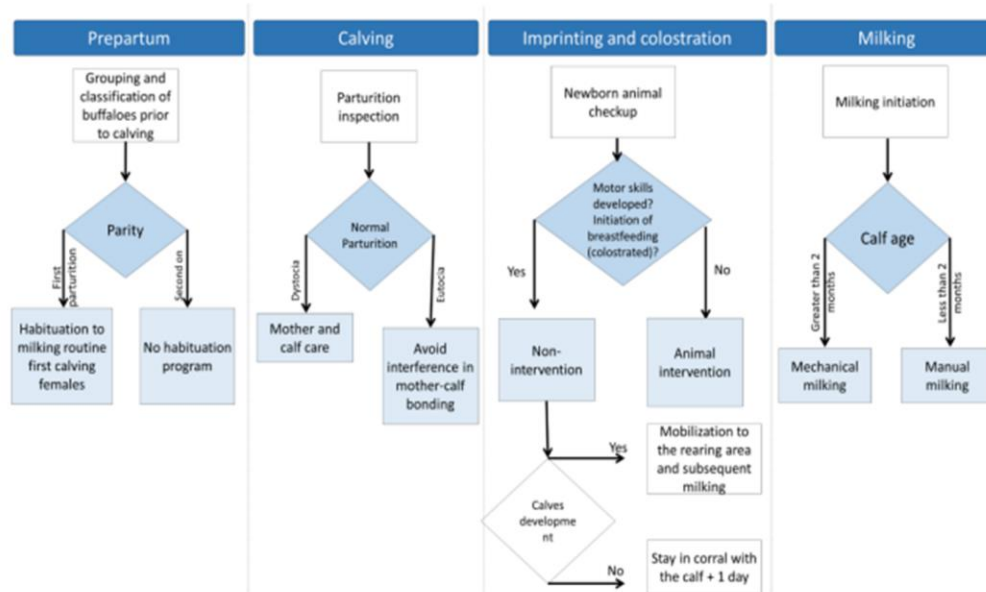 Prepartum
Calving
Imprinting and colostration
Milking
Grouping and
classification of
buffaloes prior
to calving
Parity
First
parturition
Second on
Habituation to
milking routine
first calving
females
No habituation
program
Parturition
inspection
Normal
Parturition
Dystocia
Eutocia
Mother and
calf care
Avoid
interference in
mother-calf
bonding
Newborn animal
checkup
Motor skills
developed?
Initiation of
breastfeeding
(colostrated)?
Yes
No
Non-
intervention
Animal
intervention
Calves
developme
nt
Yes
Mobilization to
the rearing area
and subsequent
milking
No
Stay in corral with
the calf + 1 day
Milking initiation
Calf age
Greater than 2
months
Less than 2
months
Mechanical
milking
Manual
milking